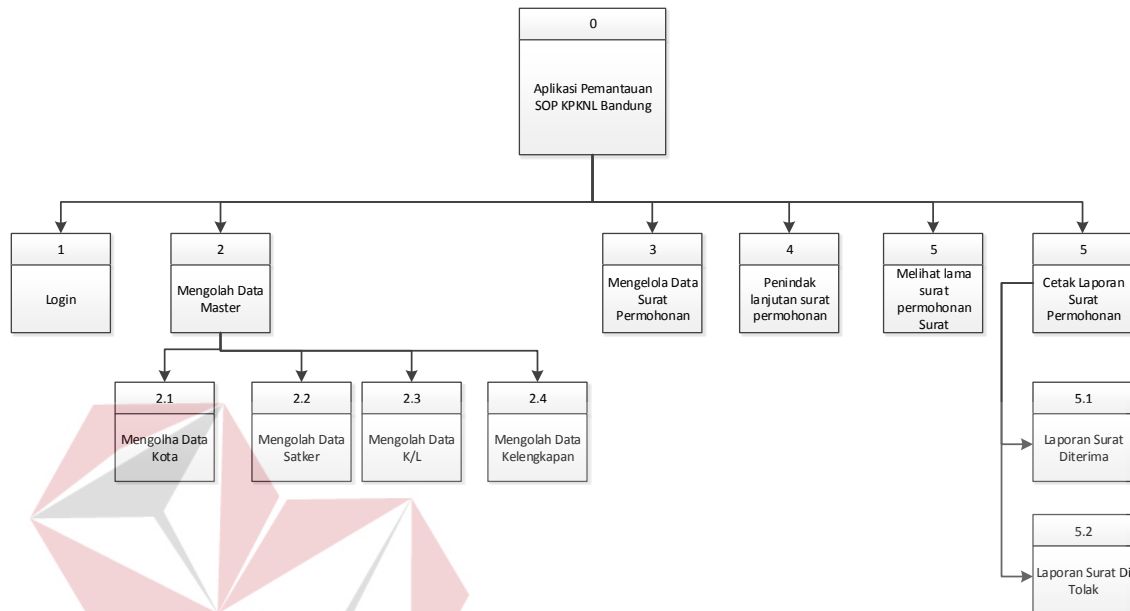 0
Aplikasi Pemantauan
SOP KPKNL Bandung
1
Login
2
Mengolah Data
Master
3
Mengelola Data
Surat
Permohonan
4
Penindak
lanjutan surat
permohonan
5
Melihat lama
surat
permohonan
Surat
5
Cetak Laporan
Surat
Permohonan
2.1
Mengolha Data
Kota
2.2
Mengolah Data
Satker
2.3
Mengolah Data
K/L
2.4
Mengolah Data
Kelengkapan
5.1
Laporan Surat
Diterima
5.2
Laporan Surat Di
Tolak